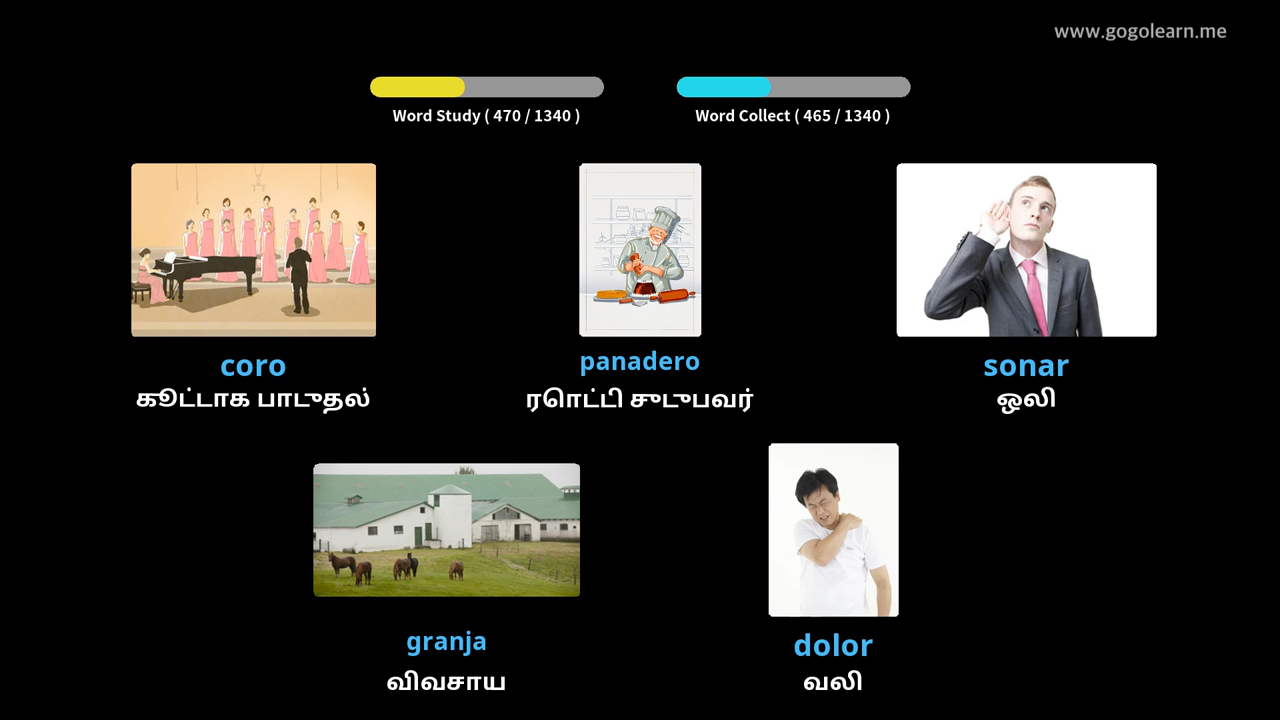 www.gogolearn.me
Word Study ( 470 / 1340 )
Word Collect ( 465 / 1340 )
coro
கூட்டாக பாடுதல்
panadero
ரொட்டி சுடுபவர்
sonar
ஒலி
granja
விவசாய
dolor
வலி